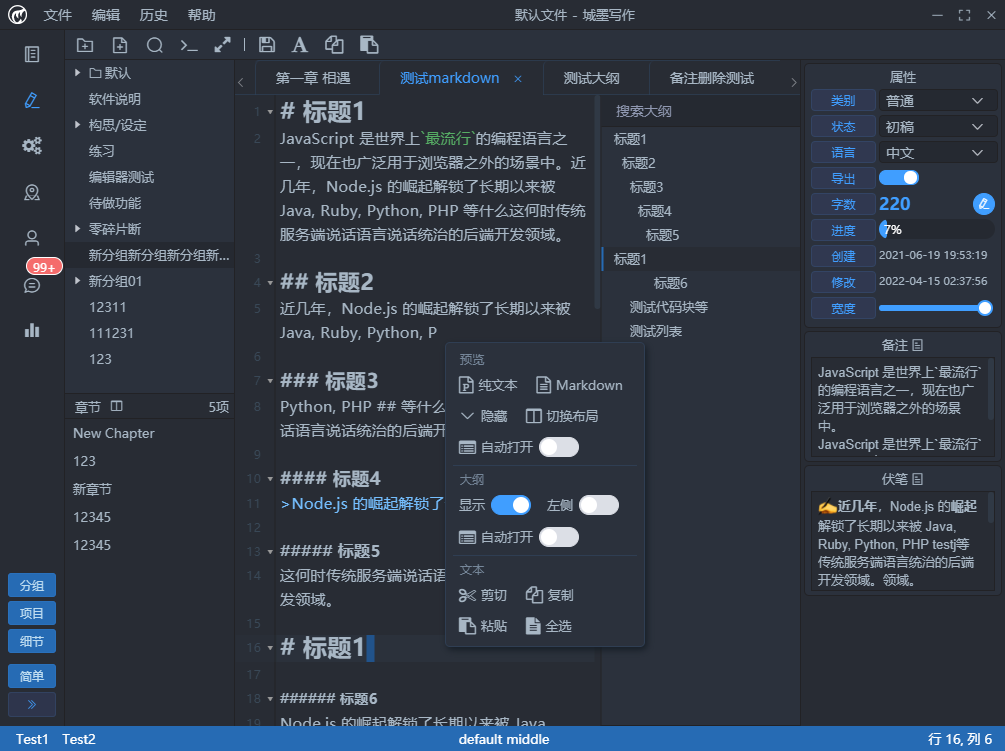 文件 编辑 历史 帮助
默认文件 - 城墨写作
默认
软件说明
构思/设定
练习
编辑器测试
待做功能
零碎片断
新分组新分组新分组新...
新分组01
12311
111231
123
99+
章节 5项
New Chapter
123
新章节
12345
12345
分组
项目
细节
简单
第一章 相遇 测试markdown × 测试大纲 备注删除测试
1 # 标题1
2 JavaScript 是世界上`最流行`的编程语言之
一，现在也广泛用于浏览器之外的场景中。近
几年，Node.js 的崛起解锁了长期以来被
Java, Ruby, Python, PHP 等什么这何时传统
服务端说话语言说话统治的后端开发领域。
3
4 ## 标题2
5 近几年，Node.js 的崛起解锁了长期以来被
Java, Ruby, Python, P
6
7 ### 标题3
8 Python, PHP ## 等什么
话语言说话统治的后端开
9
10 #### 标题4
11 >Node.js 的崛起解锁了
12
13 ##### 标题5
14 这何时传统服务端说话语
发领域。
15
16 # 标题1
17
18 ###### 标题6
19 Node.js 的崛起解锁了长期以来被 Java
预览
纯文本 Markdown
隐藏 切换布局
自动打开
大纲
显示 左侧
自动打开
文本
剪切 复制
粘贴 全选
搜索大纲
标题1
标题2
标题3
标题4
标题5
标题1
标题6
测试代码块等
测试列表
属性
类别 普通
状态 初稿
语言 中文
导出
字数 220
进度 7%
创建 2021-06-19 19:53:19
修改 2022-04-15 02:37:56
宽度
备注
JavaScript 是世界上`最流行`
的编程语言之一，现在也广
泛用于浏览器之外的场景
中。
JavaScript 是世界上`最流行`
伏笔
✍近几年，Node.js 的崛起
解锁了长期以来被 Java,
Ruby, Python, PHP testj等
传统服务端语言统治的后端
开发领域。领域。
Test1 Test2
default middle
行 16, 列 6